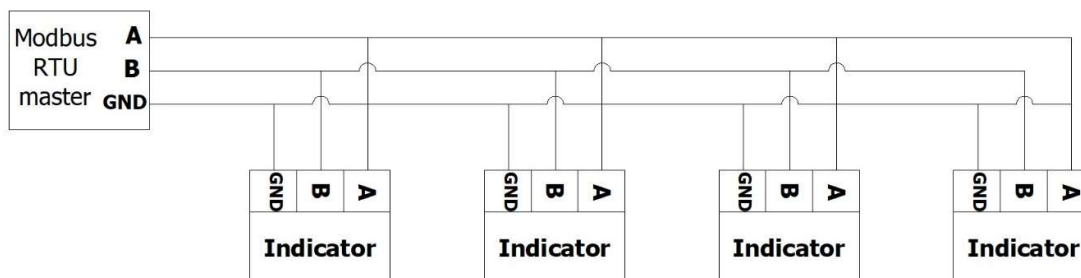 Modbus A
RTU B
master GND
GND B A GND B A GND B A GND B A
Indicator Indicator Indicator Indicator